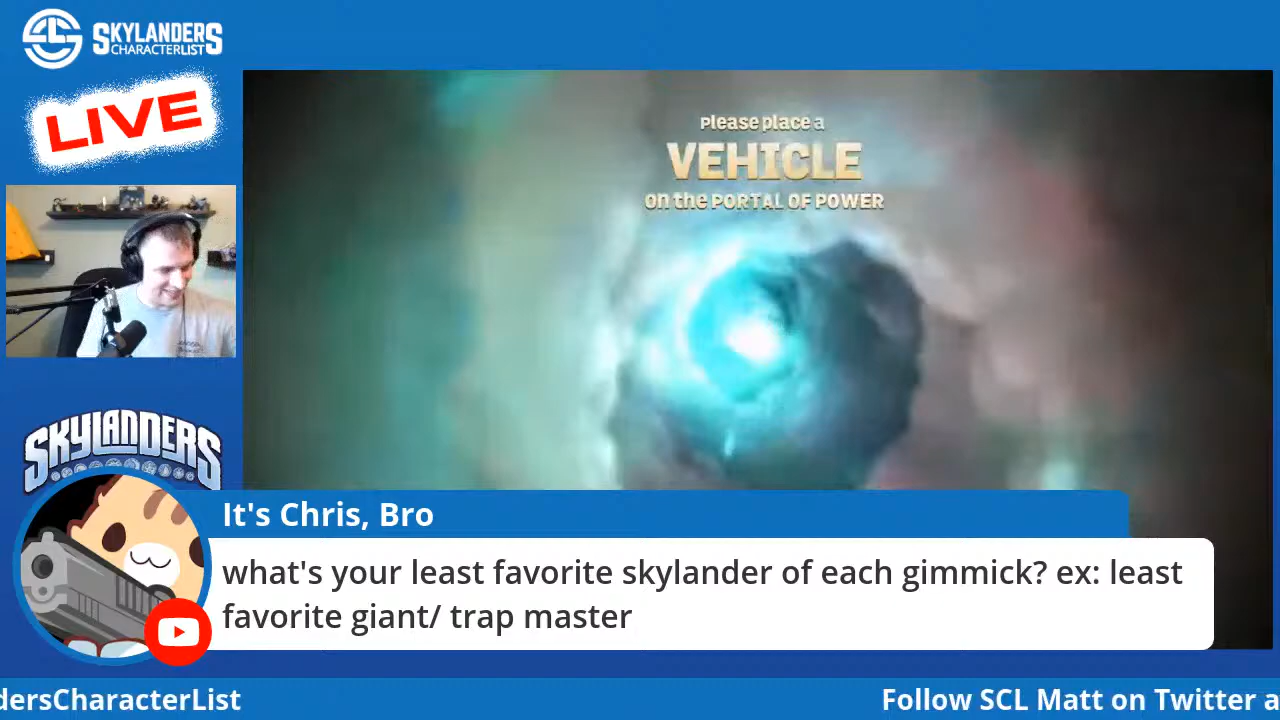 SKYLANDERS
CHARACTERLIST
LIVE
Please place a
VEHICLE
on the PORTAL OF POWER
SKYLANDERS
It's Chris, Bro
what's your least favorite skylander of each gimmick? ex: least
favorite giant/ trap master
dersCharacterList
Follow SCL Matt on Twitter a